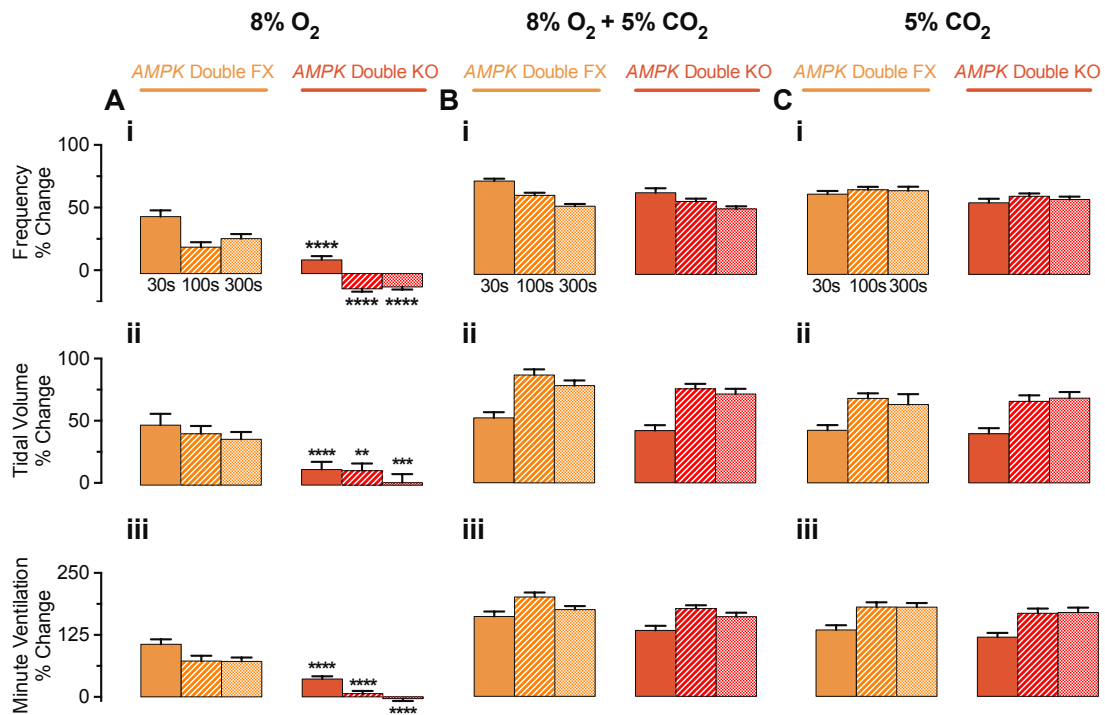 8% O₂
8% O₂ + 5% CO₂
5% CO₂
AMPK Double FX
AMPK Double KO
AMPK Double FX
AMPK Double KO
AMPK Double FX
AMPK Double KO
A
B
C
i
i
i
Frequency
% Change
100
50
0
****
30s 100s 300s
**** ****
30s 100s 300s
30s 100s 300s
ii
ii
ii
Tidal Volume
% Change
100
50
0
**** ** ***
iii
iii
iii
Minute Ventilation
% Change
250
125
0
****
****
****